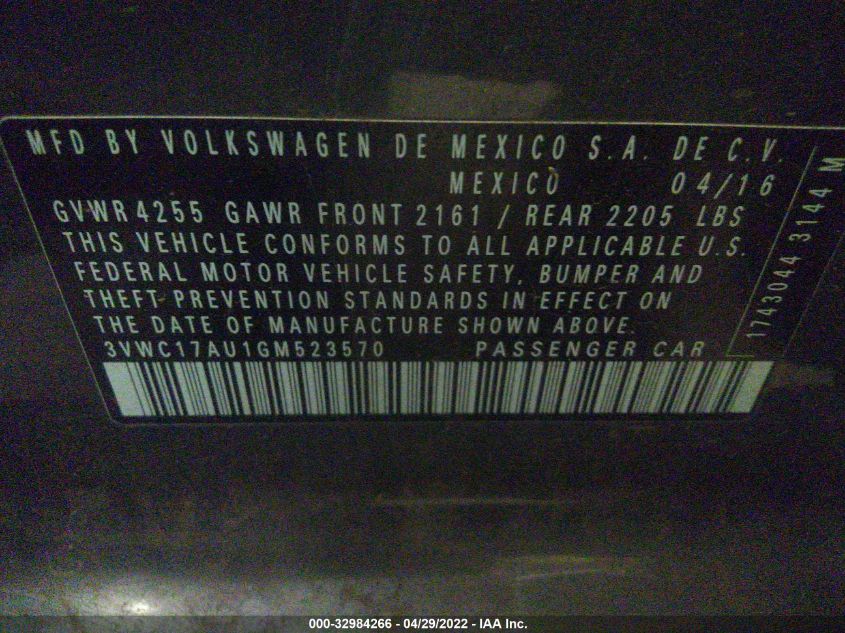 MFD BY VOLKSWAGEN DE MEXICO S.A. DE C.V.
MEXICO 04/16
GVWR 4255 GAWR FRONT 2161 / REAR 2205 LBS
THIS VEHICLE CONFORMS TO ALL APPLICABLE U.S.
FEDERAL MOTOR VEHICLE SAFETY, BUMPER AND
THEFT PREVENTION STANDARDS IN EFFECT ON
THE DATE OF MANUFACTURE SHOWN ABOVE.
3VWC17AU1GM523570 PASSENGER CAR
1743044 3144 M
000-32984266 - 04/29/2022 - IAA Inc.